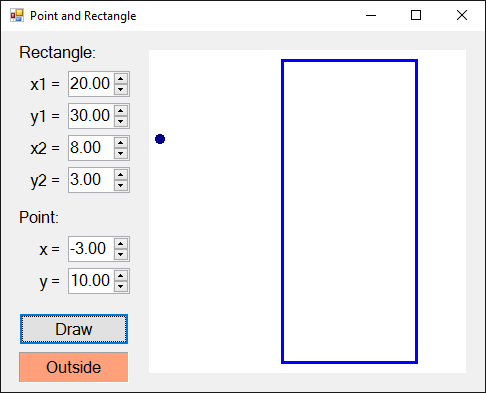 Point and Rectangle
Rectangle:
x1 = 20.00
y1 = 30.00
x2 = 8.00
y2 = 3.00
Point:
x = -3.00
y = 10.00
Draw
Outside